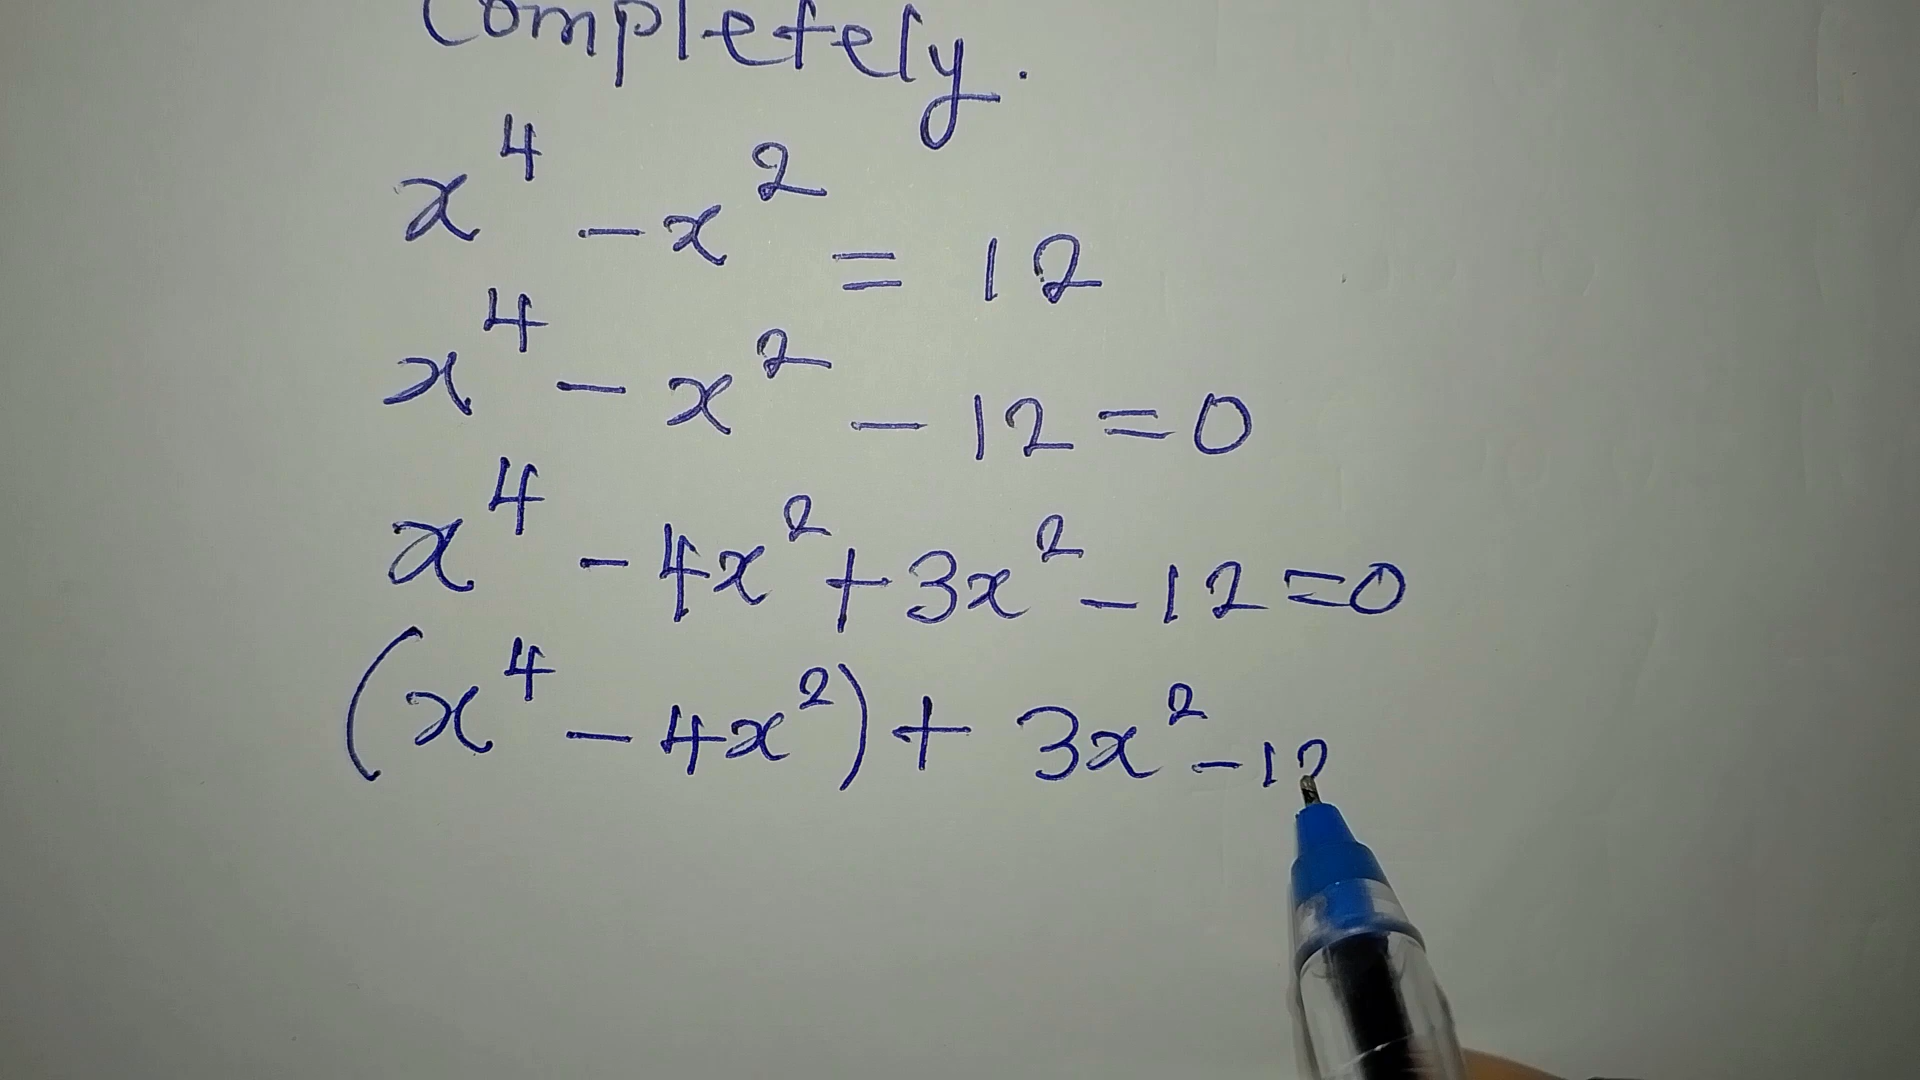 Completely.
x⁴ - x² = 12
x⁴ - x² - 12 = 0
x⁴ - 4x² + 3x² - 12 = 0
(x⁴ - 4x²) + 3x² - 12